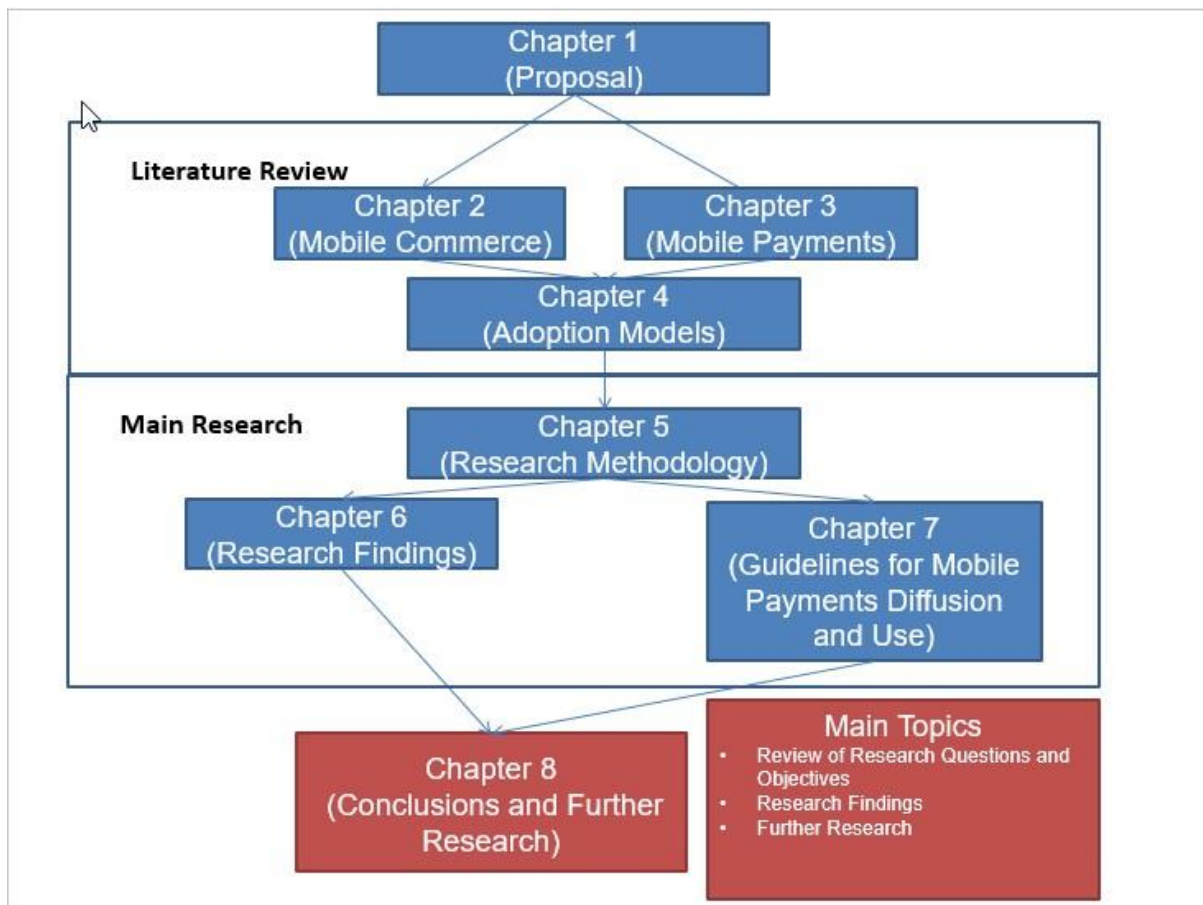 Chapter 1
(Proposal)
Literature Review
Chapter 2
(Mobile Commerce)
Chapter 3
(Mobile Payments)
Chapter 4
(Adoption Models)
Main Research
Chapter 5
(Research Methodology)
Chapter 6
(Research Findings)
Chapter 7
(Guidelines for Mobile
Payments Diffusion
and Use)
Chapter 8
(Conclusions and Further
Research)
Main Topics
• Review of Research Questions and
Objectives
• Research Findings
• Further Research